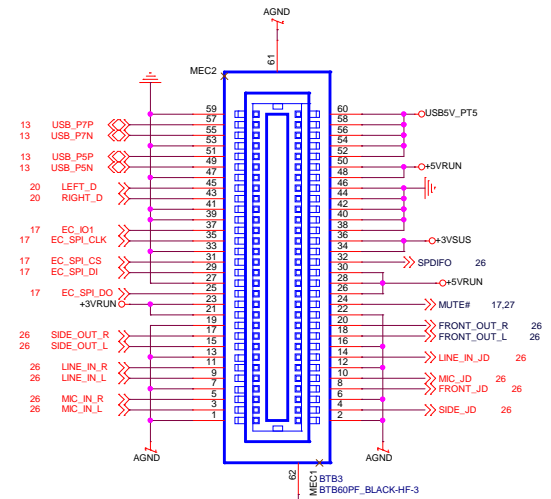 AGND
61
MEC2
59 60 USB5V_PT5
13 USB_P7P 57 58
13 USB_P7N 55 56
53 54
13 USB_P5P 51 52
13 USB_P5N 49 50 +5VRUN
47 48
20 LEFT_D 45 46
20 RIGHT_D 43 44
41 42
39 40
17 EC_IO1 37 38
17 EC_SPI_CLK 35 36 +3VSUS
33 34
17 EC_SPI_CS 31 32 SPDIFO 26
17 EC_SPI_DI 29 30
27 28 +5VRUN
17 EC_SPI_DO 25 26
+3VRUN 23 24 MUTE# 17,27
21 22
19 20 FRONT_OUT_R 26
26 SIDE_OUT_R 17 18 FRONT_OUT_L 26
26 SIDE_OUT_L 15 16
13 14 LINE_IN_JD 26
26 LINE_IN_R 11 12
26 LINE_IN_L 9 10 MIC_JD 26
7 8 FRONT_JD 26
26 MIC_IN_R 5 6
26 MIC_IN_L 3 4 SIDE_JD 26
1 2
AGND AGND
62 MEC1 BTB3
BTB60PF_BLACK-HF-3